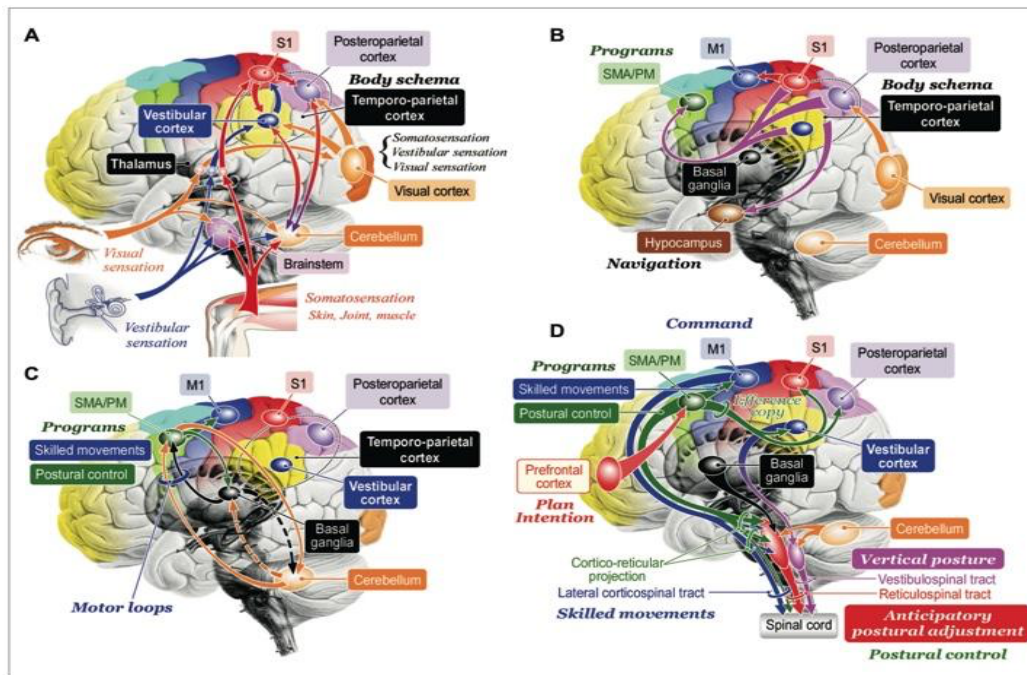 A
S1
Posteroparietal
cortex
Body schema
Temporo-parietal
cortex
Vestibular
cortex
Thalamus
Somatosensation
Vestibular sensation
Visual sensation
Visual cortex
Cerebellum
Visual
sensation
Brainstem
Somatosensation
Skin, Joint, muscle
Vestibular
sensation
B
Programs
M1
S1
Posteroparietal
cortex
SMA/PM
Body schema
Temporo-parietal
cortex
Basal
ganglia
Visual cortex
Hypocampus
Cerebellum
Navigation
C
M1
S1
Posteroparietal
cortex
SMA/PM
Programs
Skilled movements
Temporo-parietal
cortex
Postural control
Vestibular
cortex
Basal
ganglia
Cerebellum
Motor loops
D
Command
Programs
SMA/PM
M1
S1
Posteroparietal
cortex
Skilled movements
Efference
copy
Postural control
Vestibular
cortex
Prefrontal
cortex
Basal
ganglia
Plan
Intention
Cerebellum
Cortico-reticular
projection
Vertical posture
Vestibulospinal tract
Lateral corticospinal tract
Reticulospinal tract
Skilled movements
Spinal cord
Anticipatory
postural adjustment
Postural control